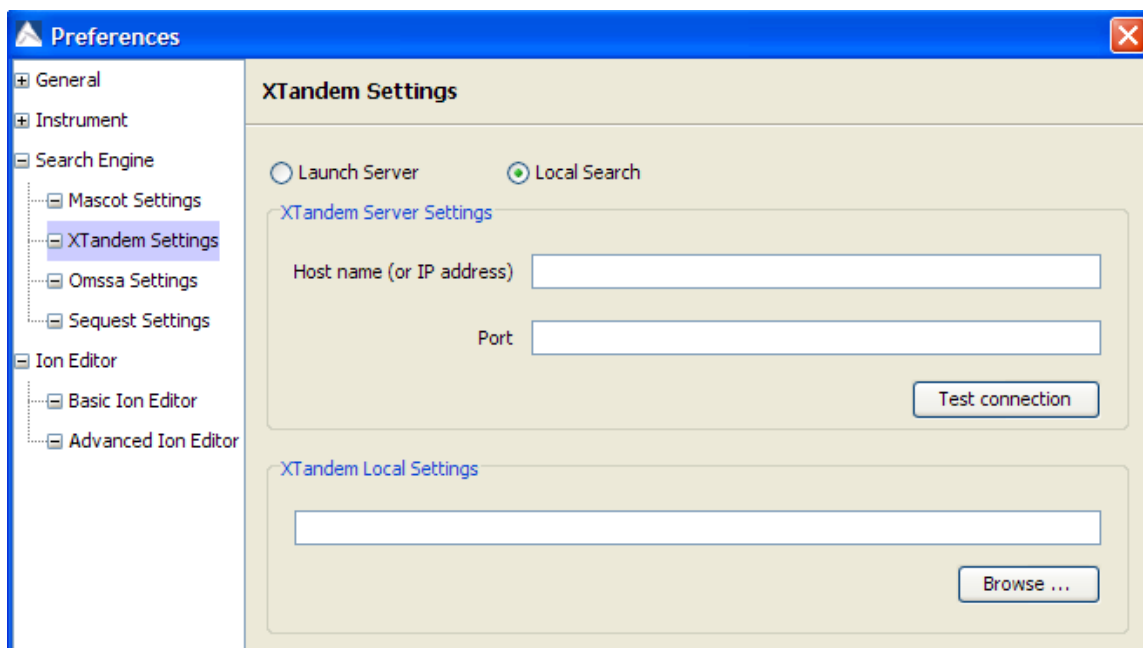 Preferences
General
Instrument
Search Engine
Mascot Settings
XTandem Settings
Omssa Settings
Sequest Settings
Ion Editor
Basic Ion Editor
Advanced Ion Editor
XTandem Settings
Launch Server Local Search
XTandem Server Settings
Host name (or IP address)
Port
Test connection
XTandem Local Settings
Browse ...